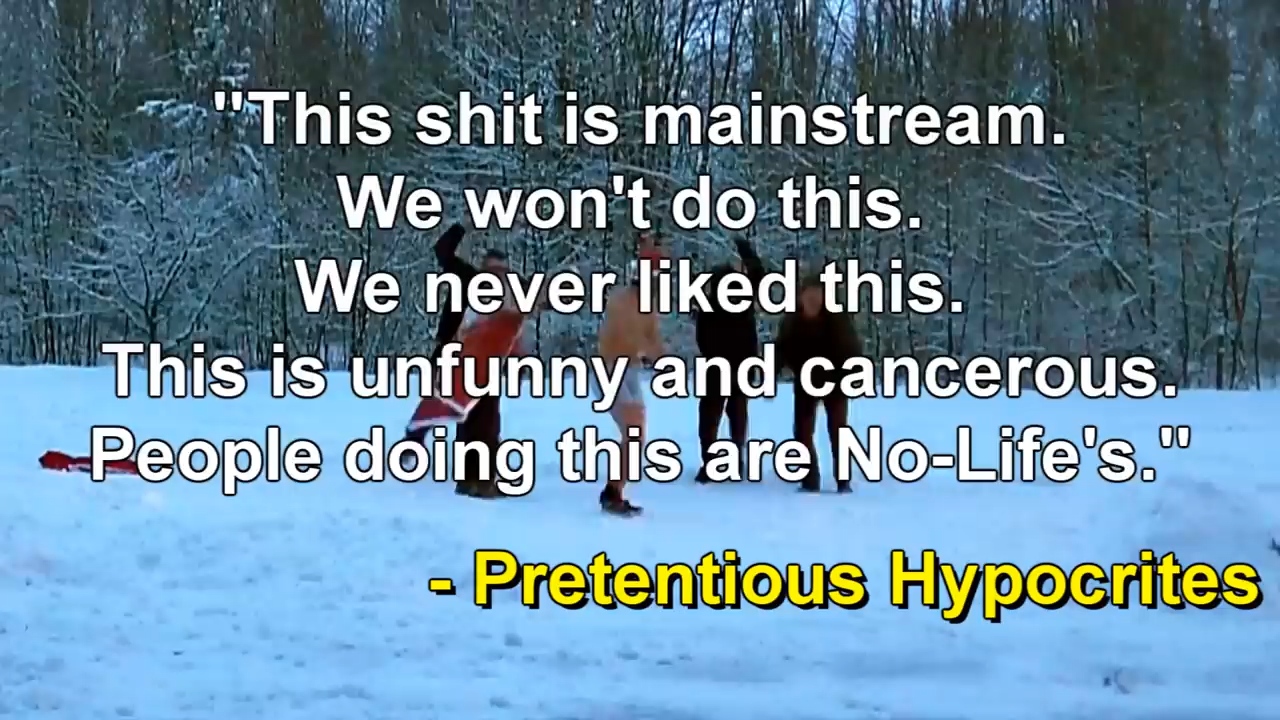 "This shit is mainstream.
We won't do this.
We never liked this.
This is unfunny and cancerous.
People doing this are No-Life's."
- Pretentious Hypocrites